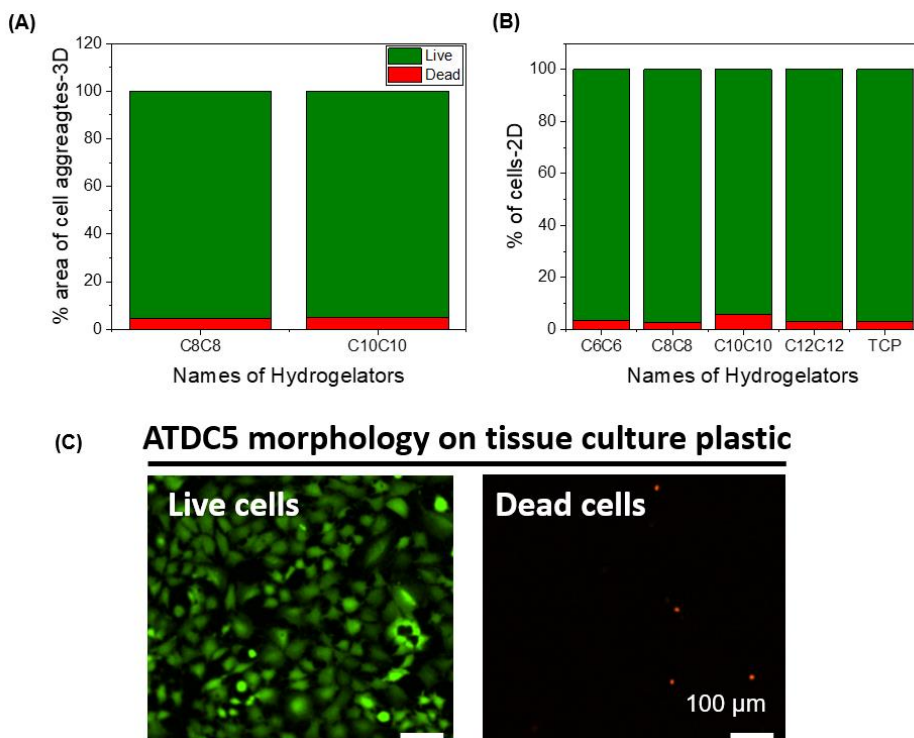 (A)
% area of cell aggreagtes-3D
120
100
80
60
40
20
0
Live
Dead
C8C8
C10C10
Names of Hydrogelators
(B)
% of cells-2D
100
80
60
40
20
0
C6C6
C8C8
C10C10
C12C12
TCP
Names of Hydrogelators
(C)
ATDC5 morphology on tissue culture plastic
Live cells
Dead cells
100 μm